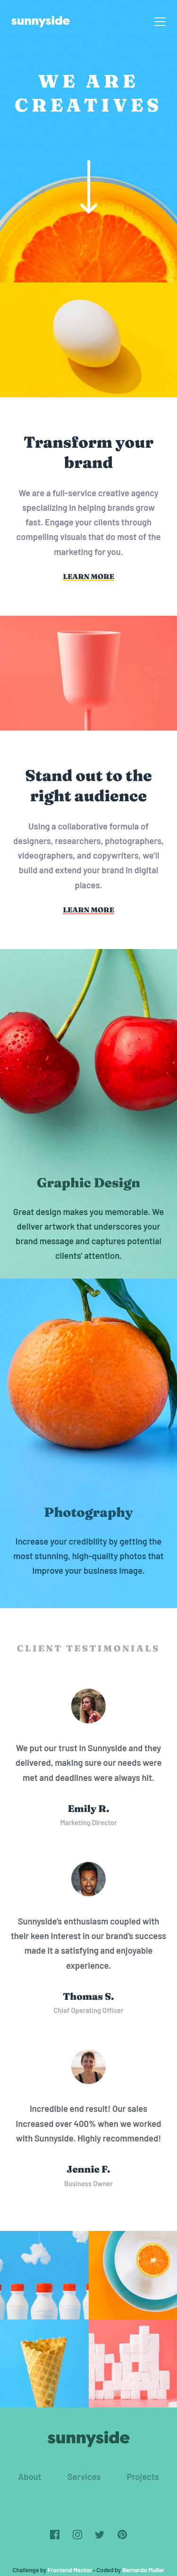 sunnyside
WE ARE
CREATIVES
Transform your
brand
We are a full-service creative agency
specializing in helping brands grow
fast. Engage your clients through
compelling visuals that do most of the
marketing for you.
LEARN MORE
Stand out to the
right audience
Using a collaborative formula of
designers, researchers, photographers,
videographers, and copywriters, we'll
build and extend your brand in digital
places.
LEARN MORE
Graphic Design
Great design makes you memorable. We
deliver artwork that underscores your
brand message and captures potential
clients' attention.
Photography
Increase your credibility by getting the
most stunning, high-quality photos that
improve your business image.
CLIENT TESTIMONIALS
We put our trust in Sunnyside and they
delivered, making sure our needs were
met and deadlines were always hit.
Emily R.
Marketing Director
Sunnyside's enthusiasm coupled with
their keen interest in our brand's success
made it a satisfying and enjoyable
experience.
Thomas S.
Chief Operating Officer
Incredible end result! Our sales
increased over 400% when we worked
with Sunnyside. Highly recommended!
Jennie F.
Business Owner
sunnyside
About Services Projects
Challenge by Frontend Mentor • Coded by Bernardo Muller